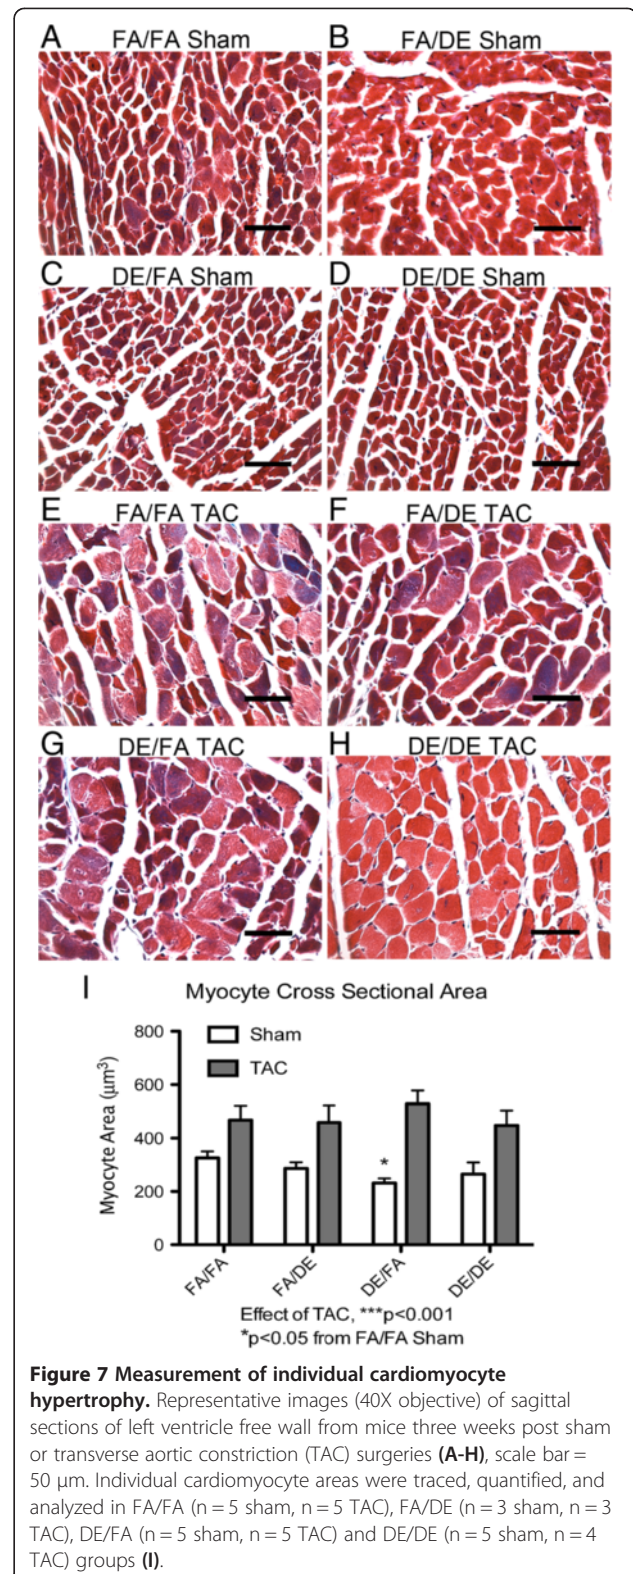 A FA/FA Sham
B FA/DE Sham
C DE/FA Sham
D DE/DE Sham
E FA/FA TAC
F FA/DE TAC
G DE/FA TAC
H DE/DE TAC
I Myocyte Cross Sectional Area
Myocyte Area (μm³)
800
600
400
200
0
Sham
TAC
*
FA/FA
FA/DE
DE/FA
DE/DE
Effect of TAC, ***p<0.001
*p<0.05 from FA/FA Sham
Figure 7 Measurement of individual cardiomyocyte
hypertrophy. Representative images (40X objective) of sagittal
sections of left ventricle free wall from mice three weeks post sham
or transverse aortic constriction (TAC) surgeries (A-H), scale bar =
50 μm. Individual cardiomyocyte areas were traced, quantified, and
analyzed in FA/FA (n = 5 sham, n = 5 TAC), FA/DE (n = 3 sham, n = 3
TAC), DE/FA (n = 5 sham, n = 5 TAC) and DE/DE (n = 5 sham, n = 4
TAC) groups (I).